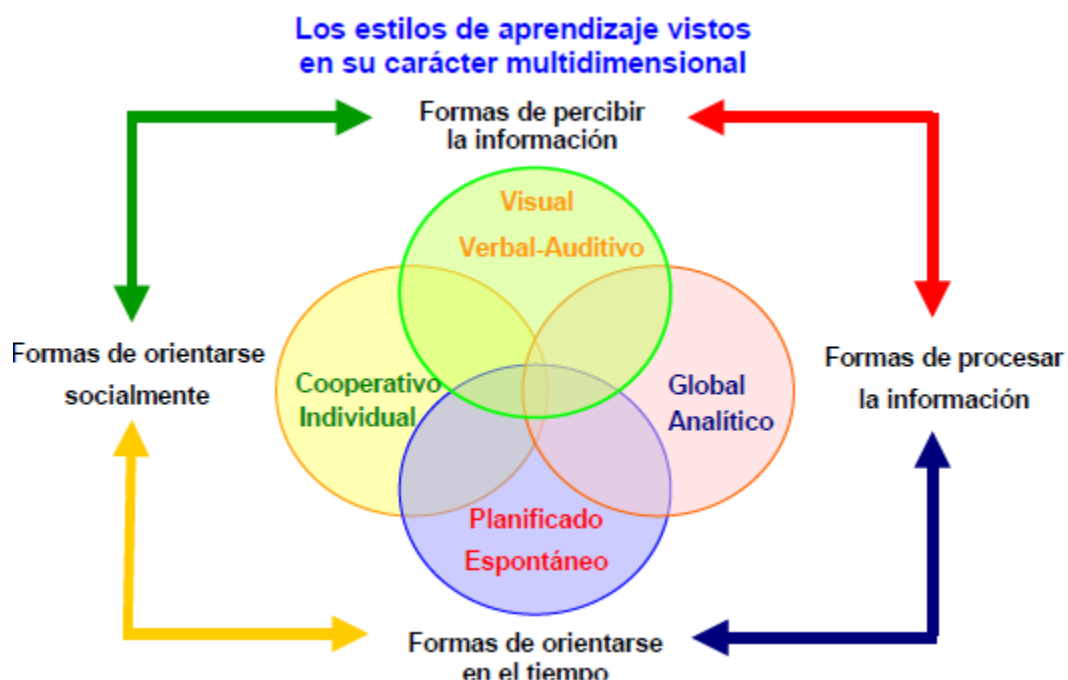 Los estilos de aprendizaje vistos
en su carácter multidimensional
Formas de percibir
la información
Visual
Verbal-Auditivo
Formas de orientarse
socialmente
Cooperativo
Individual
Global
Analítico
Formas de procesar
la información
Planificado
Espontáneo
Formas de orientarse
en el tiempo